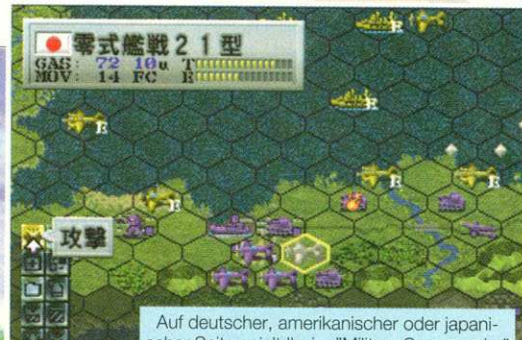 零式艦戦21型
GAS: 72 10u T
MOV: 14 FC E
E
E
E
E
E
E
攻撃
Auf deutscher, amerikanischer oder japani-